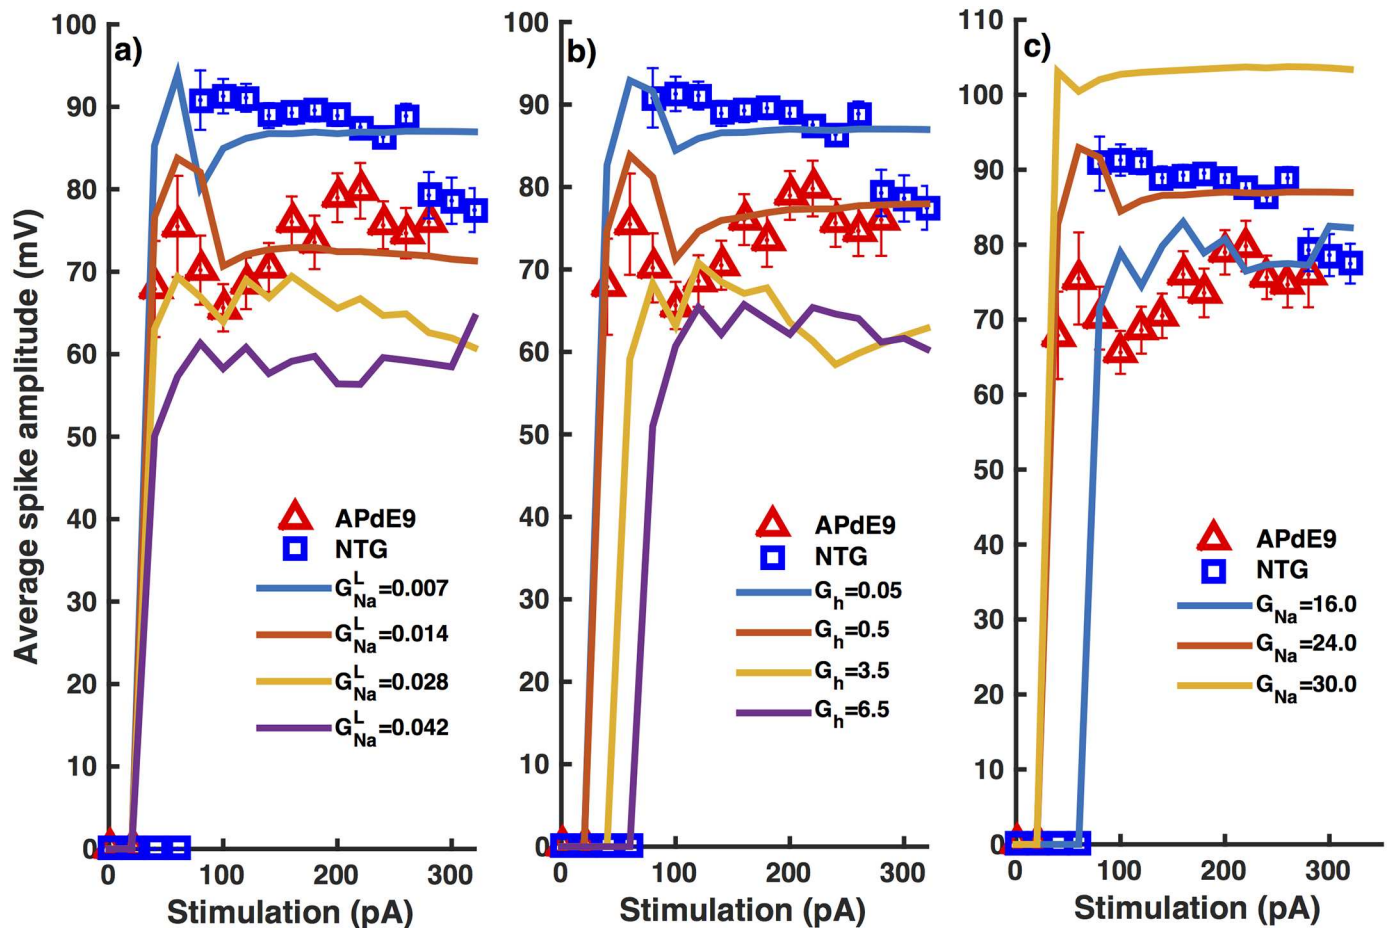 a)
Average spike amplitude (mV)
100
90
80
70
60
50
40
30
20
10
0
0 100 200 300
Stimulation (pA)
APdE9
NTG
G^L_Na=0.007
G^L_Na=0.014
G^L_Na=0.028
G^L_Na=0.042
b)
100
90
80
70
60
50
40
30
20
10
0
0 100 200 300
Stimulation (pA)
APdE9
NTG
G_h=0.05
G_h=0.5
G_h=3.5
G_h=6.5
c)
110
100
90
80
70
60
50
40
30
20
10
0
0 100 200 300
Stimulation (pA)
APdE9
NTG
G_Na=16.0
G_Na=24.0
G_Na=30.0